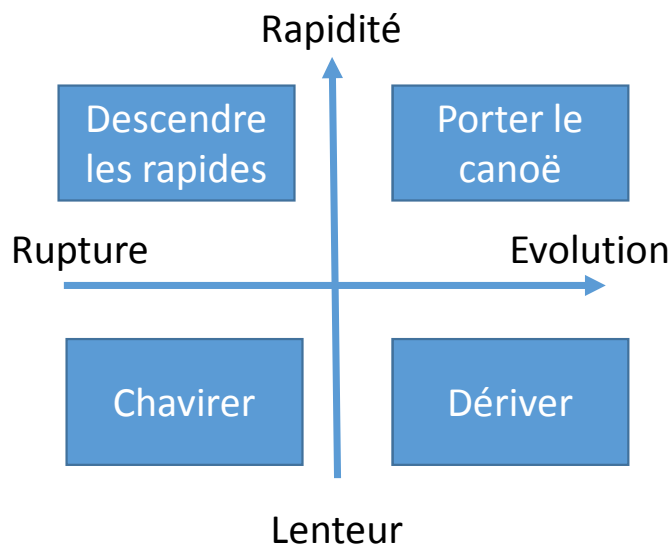 Rapidité
Descendre
les rapides
Porter le
canoë
Rupture
Evolution
Chavirer
Dériver
Lenteur